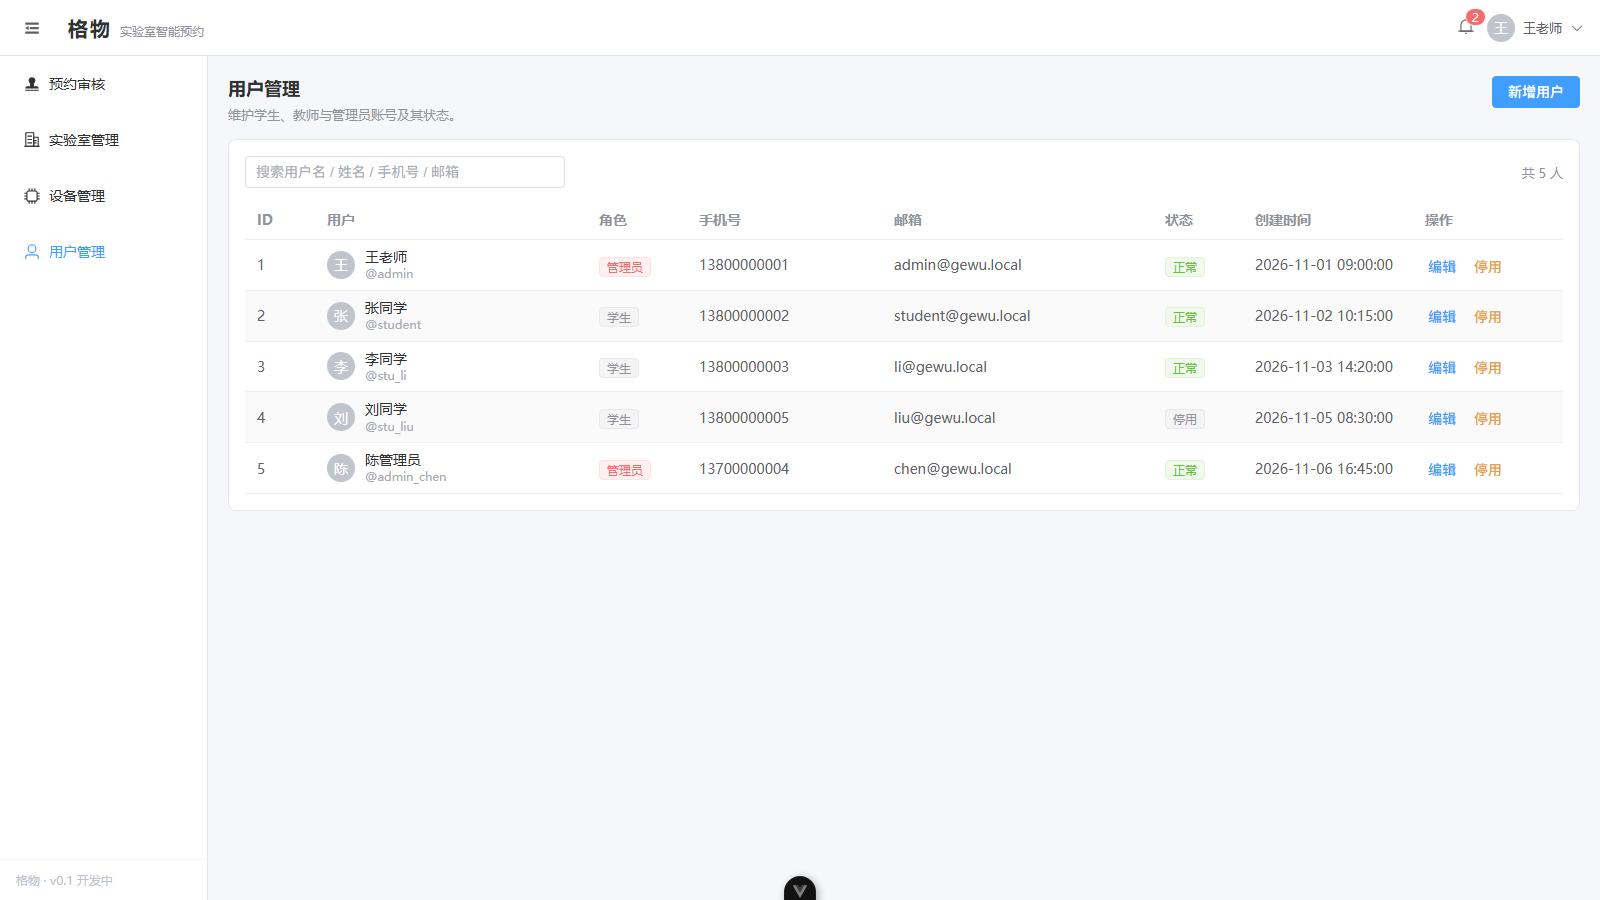 格物 实验室智能预约
2 王 王老师
预约审核
实验室管理
设备管理
用户管理
用户管理
新增用户
维护学生、教师与管理员账号及其状态。
搜索用户名 / 姓名 / 手机号 / 邮箱
共 5 人
ID 用户 角色 手机号 邮箱 状态 创建时间 操作
1 王 王老师 @admin 管理员 13800000001 admin@gewu.local 正常 2026-11-01 09:00:00 编辑 停用
2 张 张同学 @student 学生 13800000002 student@gewu.local 正常 2026-11-02 10:15:00 编辑 停用
3 李 李同学 @stu_li 学生 13800000003 li@gewu.local 正常 2026-11-03 14:20:00 编辑 停用
4 刘 刘同学 @stu_liu 学生 13800000005 liu@gewu.local 停用 2026-11-05 08:30:00 编辑 停用
5 陈 陈管理员 @admin_chen 管理员 13700000004 chen@gewu.local 正常 2026-11-06 16:45:00 编辑 停用
格物 · v0.1 开发中